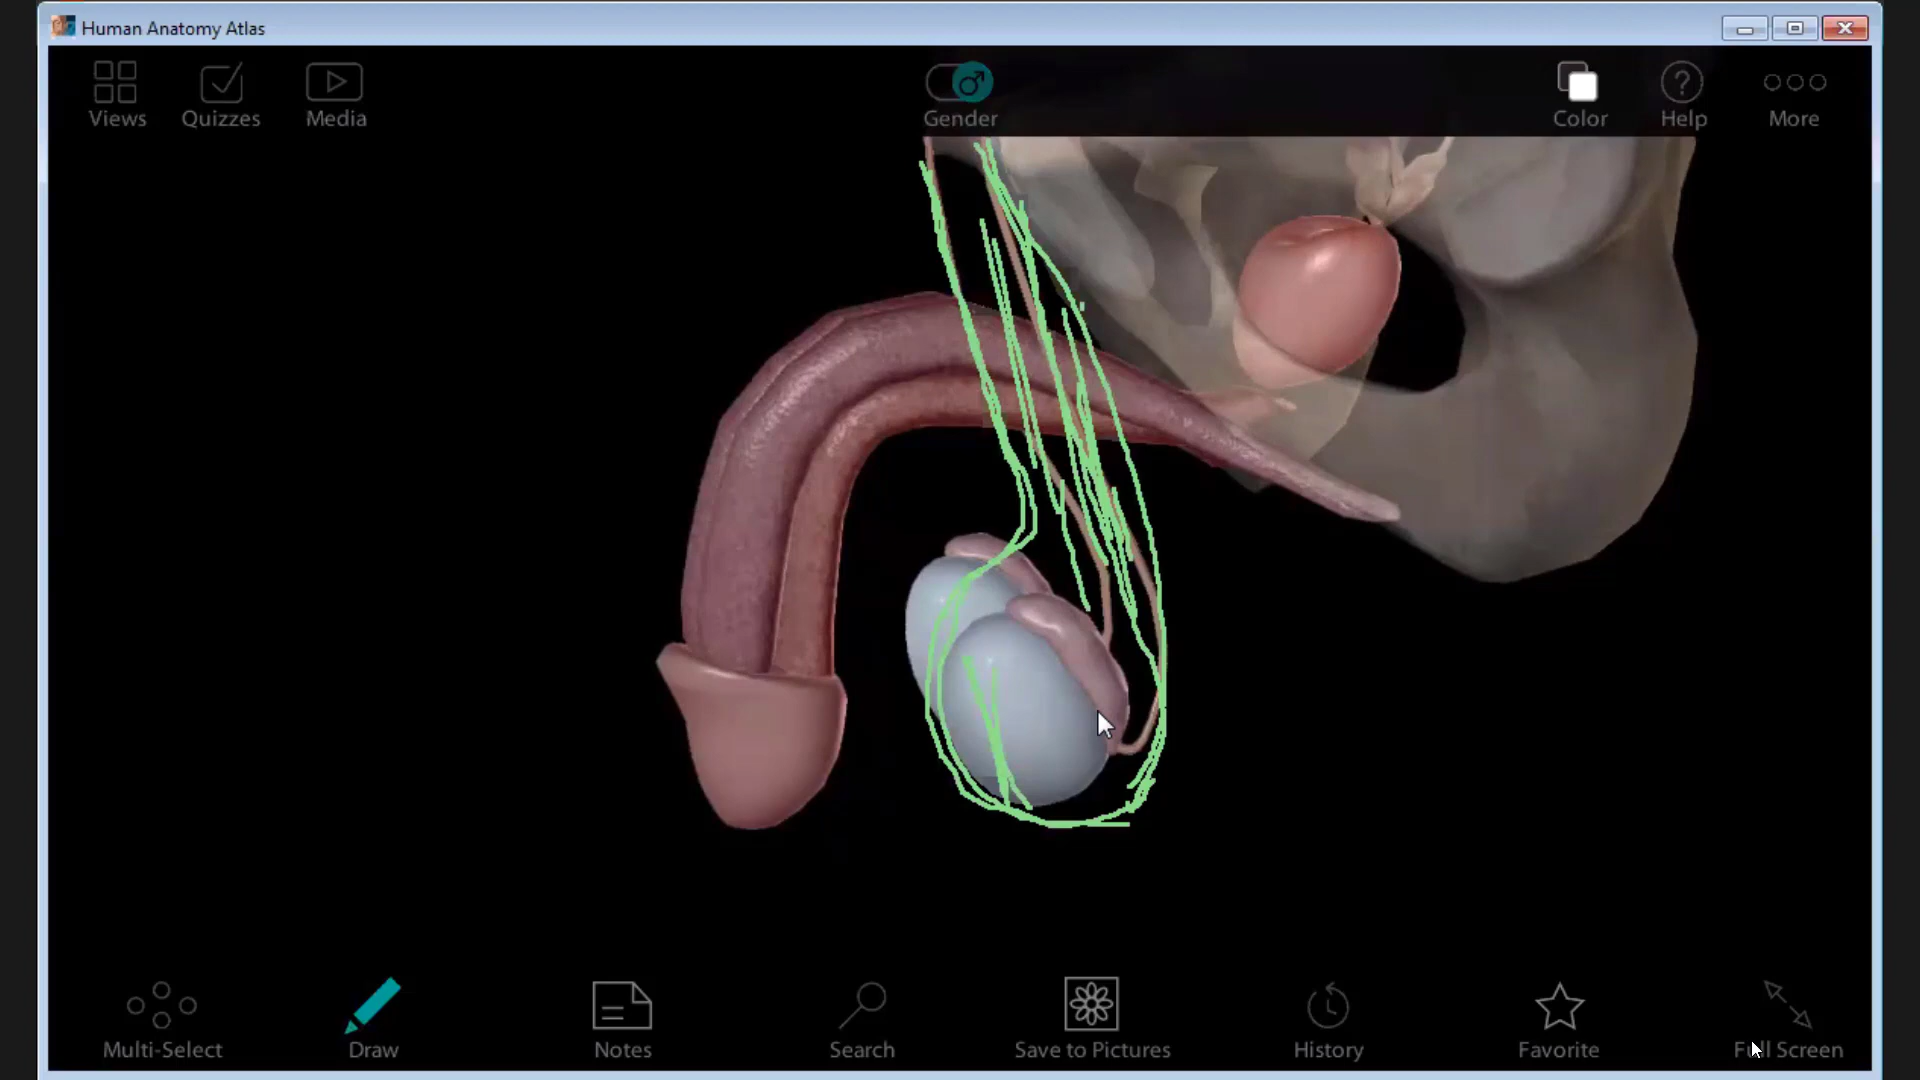 Human Anatomy Atlas
Views Quizzes Media Gender Color Help More
Multi-Select Draw Notes Search Save to Pictures History Favorite Full Screen